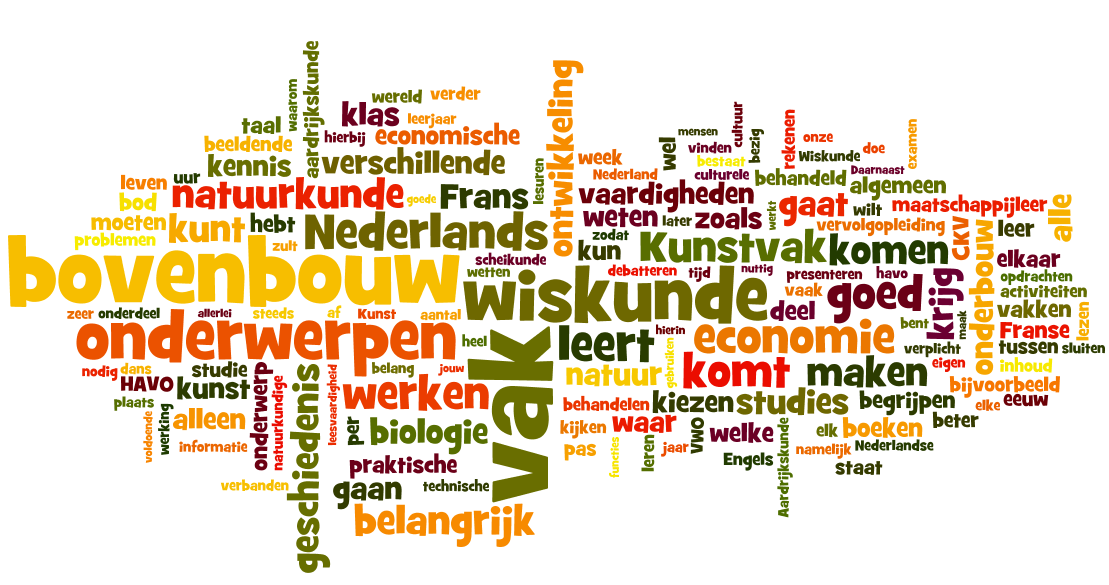 waarom
aardrijkskunde
wereld
verder
klas
leerjaar
taal
hierbij
economische
beeldende
kennis
verschillende
ontwikkeling
lesuren
leven
uur
natuurkunde
goede
Frans
bod
moeten
kunt
hebt
Nederlands
problemen
zult
bovenbouw
scheikunde
wetten
mensen
cultuur
wel
vinden
bezig
rekenen
onze
bestaat
Wiskunde
doe
examen
week
Nederland
culturele
behandeld
Daarnaast
algemeen
vaardigheden
weten
later
zoals
werkt
gaat
wilt
maatschappijleer
vervolgopleiding
zodat
kun
Kunstvak
komen
CKV
onderbouw
leer
alle
elkaar
debatteren
tijd
nuttig
presenteren
havo
opdrachten
wiskunde
vaak
goed
krijg
activiteiten
vakken
deel
bent
maak
Franse
lezen
zeer
onderdeel
allerlei
steeds
af
Kunst
aantal
onderwerpen
heel
vak
leert
hierin
economie
verplicht
tussen
sluiten
nodig
dans
studie
onderwerp
belang
jouw
natuur
gebruiken
komt
maken
eigen
inhoud
HAVO
kunst
geschiedenis
natuurkundige
leesvaardigheid
werken
bijvoorbeeld
plaats
voldoende
werking
alleen
per
biologie
behandelen
kiezen
studies
begrijpen
elke
eeuw
informatie
kijken
waar
VWO
welke
elk
boeken
beter
praktische
pas
functies
leren
jaar
Engels
Aardrijkskunde
namelijk
Nederlandse
staat
verbanden
gaan
technische
belangrijk